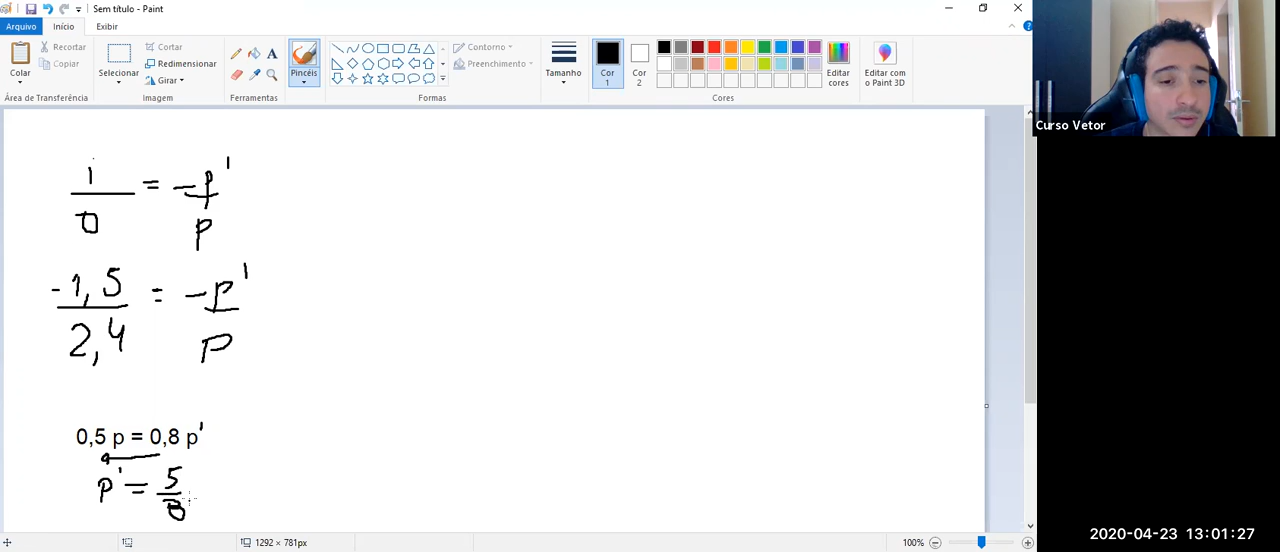 Sem título - Paint
Arquivo Início Exibir
Colar
Recortar
Copiar
Área de Transferência
Selecionar
Cortar
Redimensionar
Girar
Imagem
Ferramentas
Pincéis
Contorno
Preenchimento
Formas
Tamanho
Cor 1
Cor 2
Editar cores
Editar com o Paint 3D
Cores
Curso Vetor
i/o = -p'/p
-1,5/2,4 = -p'/p
0,5 p = 0,8 p'
p' = 5/8
1292 × 781px
100%
2020-04-23 13:01:27